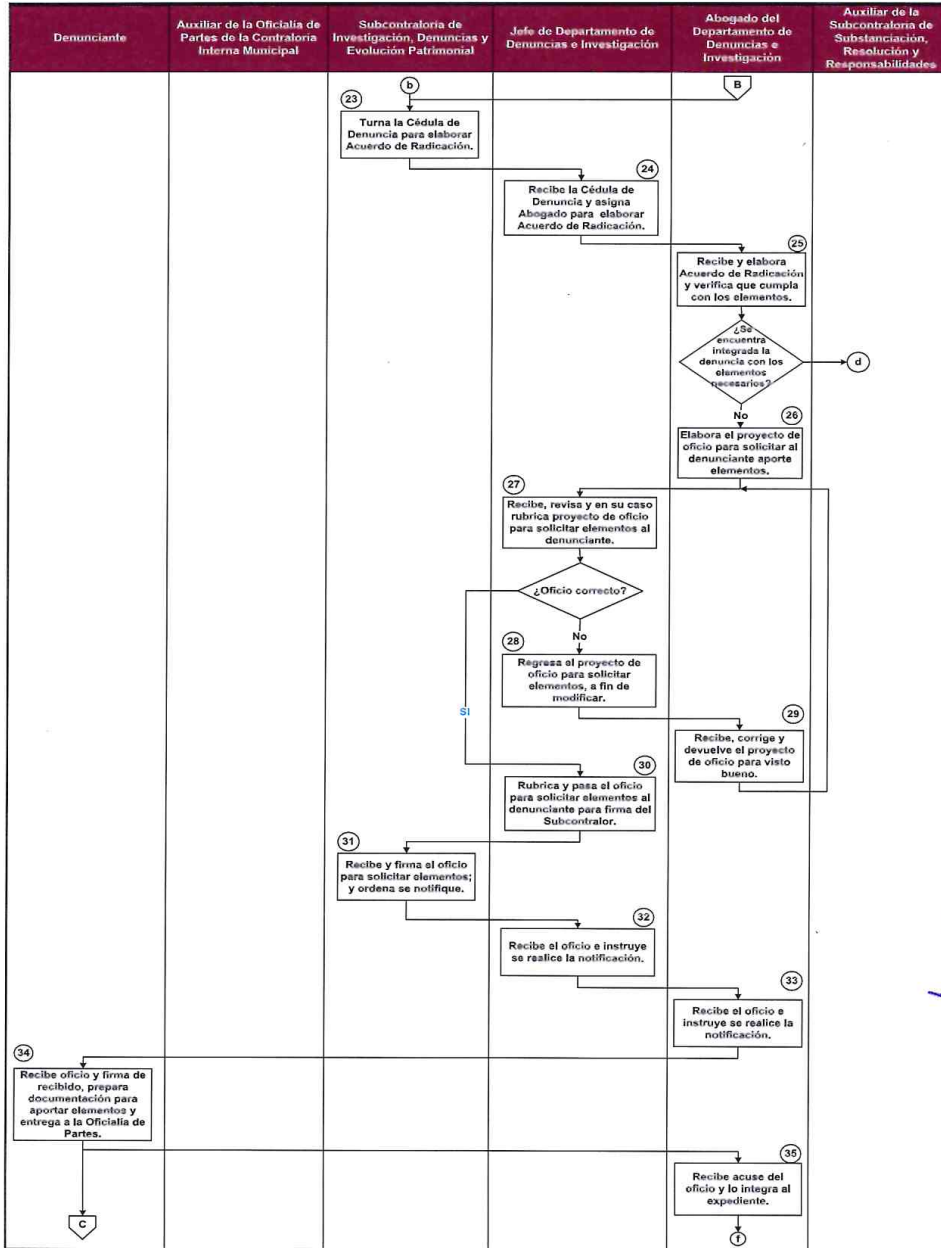 Denunciante
Auxiliar de la Oficialía de
Partes de la Contraloría
Interna Municipal
Subcontraloría de
Investigación, Denuncias y
Evolución Patrimonial
Jefe de Departamento de
Denuncias e Investigación
Abogado del
Departamento de
Denuncias e
Investigación
Auxiliar de la
Subcontraloría de
Substanciación,
Resolución y
Responsabilidades
b
B
23
Turna la Cédula de
Denuncia para elaborar
Acuerdo de Radicación.
24
Recibe la Cédula de
Denuncia y asigna
Abogado para elaborar
Acuerdo de Radicación.
25
Recibe y elabora
Acuerdo de Radicación
y verifica que cumpla
con los elementos.
¿Se
encuentra
integrada la
denuncia con los
elementos
necesarios?
d
No
26
Elabora el proyecto de
oficio para solicitar al
denunciante aporte
elementos.
27
Recibe, revisa y en su caso
rubrica proyecto de oficio
para solicitar elementos al
denunciante.
¿Oficio correcto?
No
28
Regresa el proyecto de
oficio para solicitar
elementos, a fin de
modificar.
SI
29
Recibe, corrige y
devuelve el proyecto
de oficio para visto
bueno.
30
Rubrica y pasa el oficio
para solicitar elementos al
denunciante para firma del
Subcontralor.
31
Recibe y firma el oficio
para solicitar elementos;
y ordena se notifique.
32
Recibe el oficio e instruye
se realice la notificación.
33
Recibe el oficio e
instruye se realice la
notificación.
34
Recibe oficio y firma de
recibido, prepara
documentación para
aportar elementos y
entrega a la Oficialía de
Partes.
35
Recibe acuse del
oficio y lo integra al
expediente.
C
f